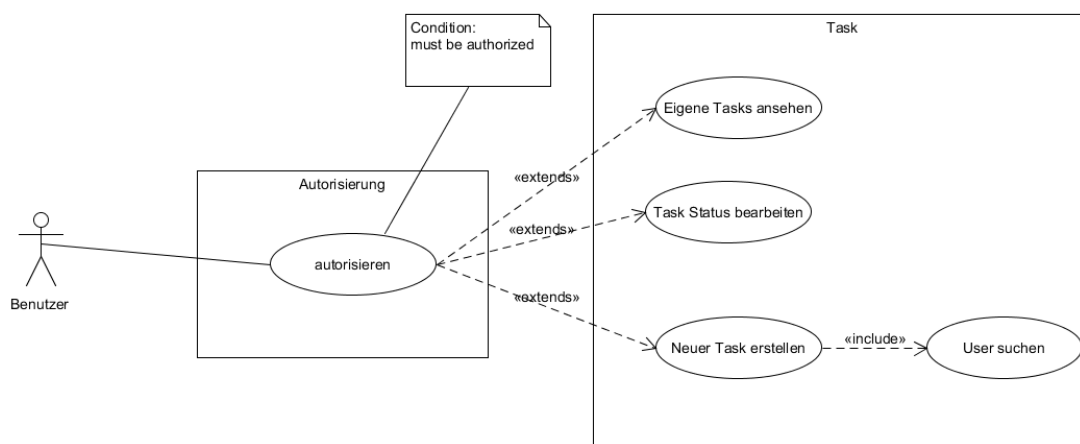 Condition:
must be authorized
Task
Eigene Tasks ansehen
«extends»
Autorisierung
Task Status bearbeiten
«extends»
autorisieren
Benutzer
«extends»
Neuer Task erstellen
«include»
User suchen